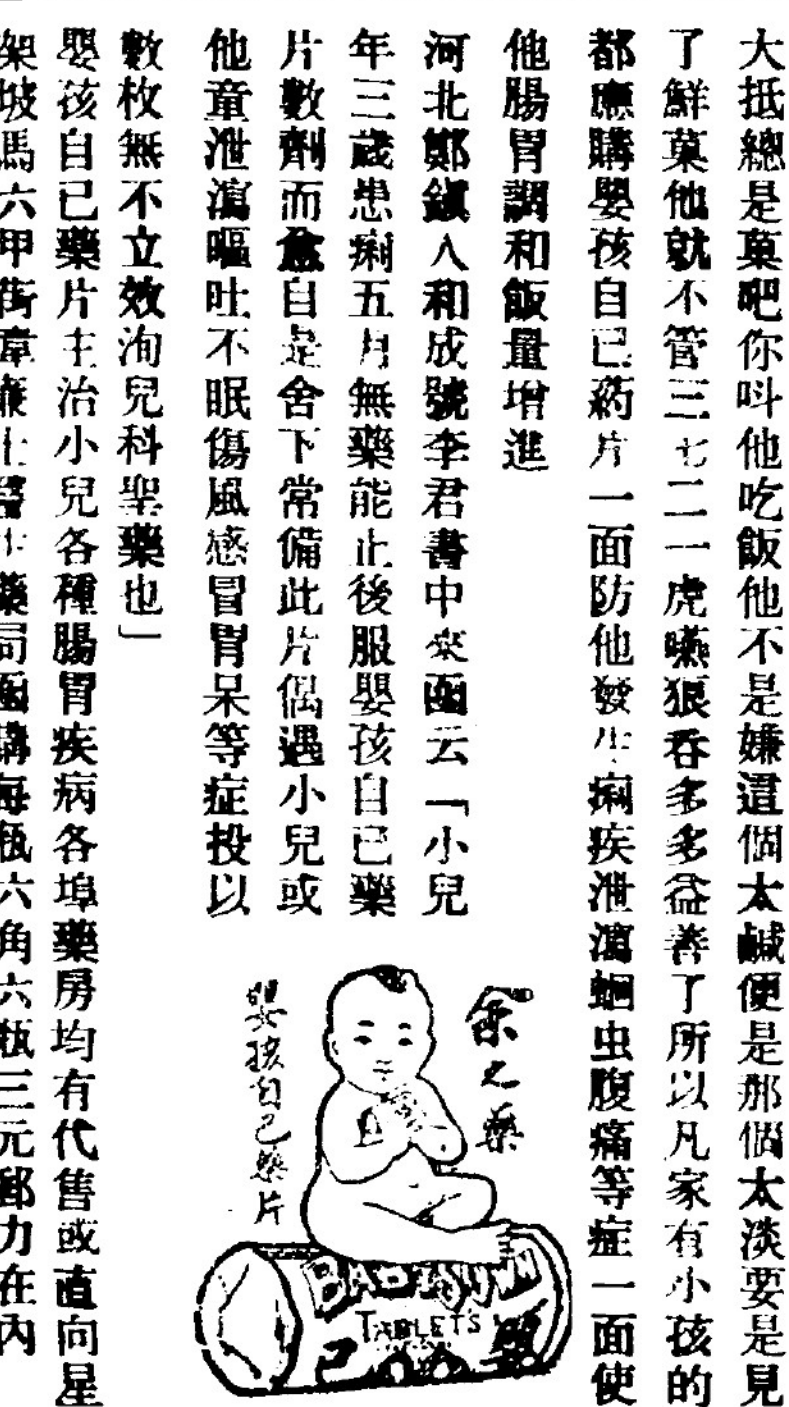 大抵總是菓吧你呌他吃飯他不是嫌這個太鹹便是那個太淡要是見
了鮮菓他就不管三七二一虎嚥狼吞多多益善了所以凡家有小孩的
都應購嬰孩自己葯片一面防他發生痢疾泄瀉蛔虫腹痛等症一面使
他腸胃調和飯量增進
河北鄭鎭人和成號李君書中來函云「小兒
年三歲患痢五月無藥能止後服嬰孩自己藥
片數劑而愈自是舍下常備此片偶遇小兒或
他童泄瀉嘔吐不眠傷風感冒胃呆等症投以
數枚無不立效洵兒科聖藥也」
嬰孩自己藥片主治小兒各種腸胃疾病各埠藥房均有代售或直向星
架坡馬六甲街韋廉士醫生藥局函購每瓶六角六瓶三元郵力在內
余之藥
嬰孩自己藥片
BABY'S OWN
TABLETS